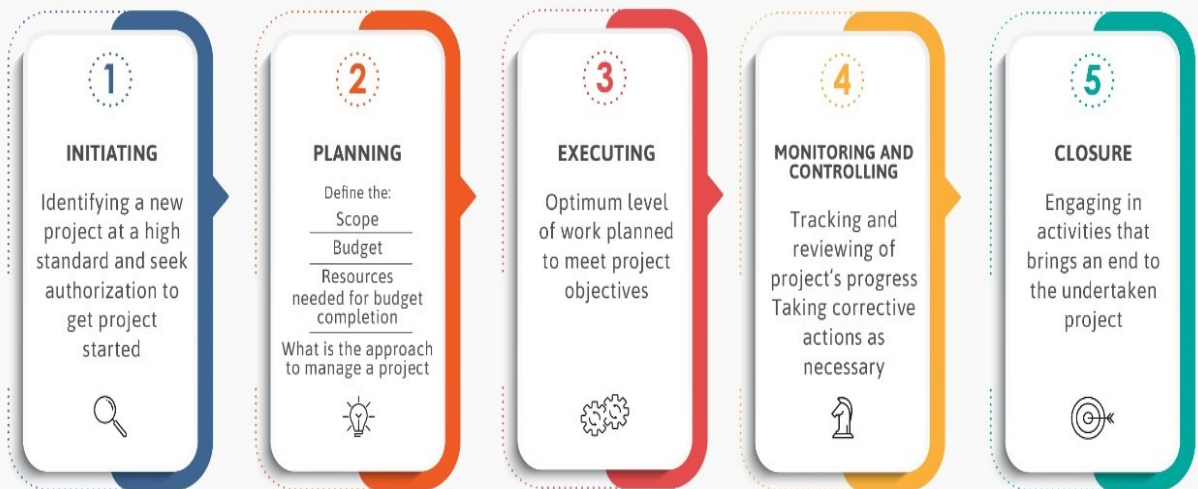 1
INITIATING
Identifying a new
project at a high
standard and seek
authorization to
get project
started
2
PLANNING
Define the:
Scope
Budget
Resources
needed for budget
completion
What is the approach
to manage a project
3
EXECUTING
Optimum level
of work planned
to meet project
objectives
4
MONITORING AND
CONTROLLING
Tracking and
reviewing of
project's progress
Taking corrective
actions as
necessary
5
CLOSURE
Engaging in
activities that
brings an end to
the undertaken
project